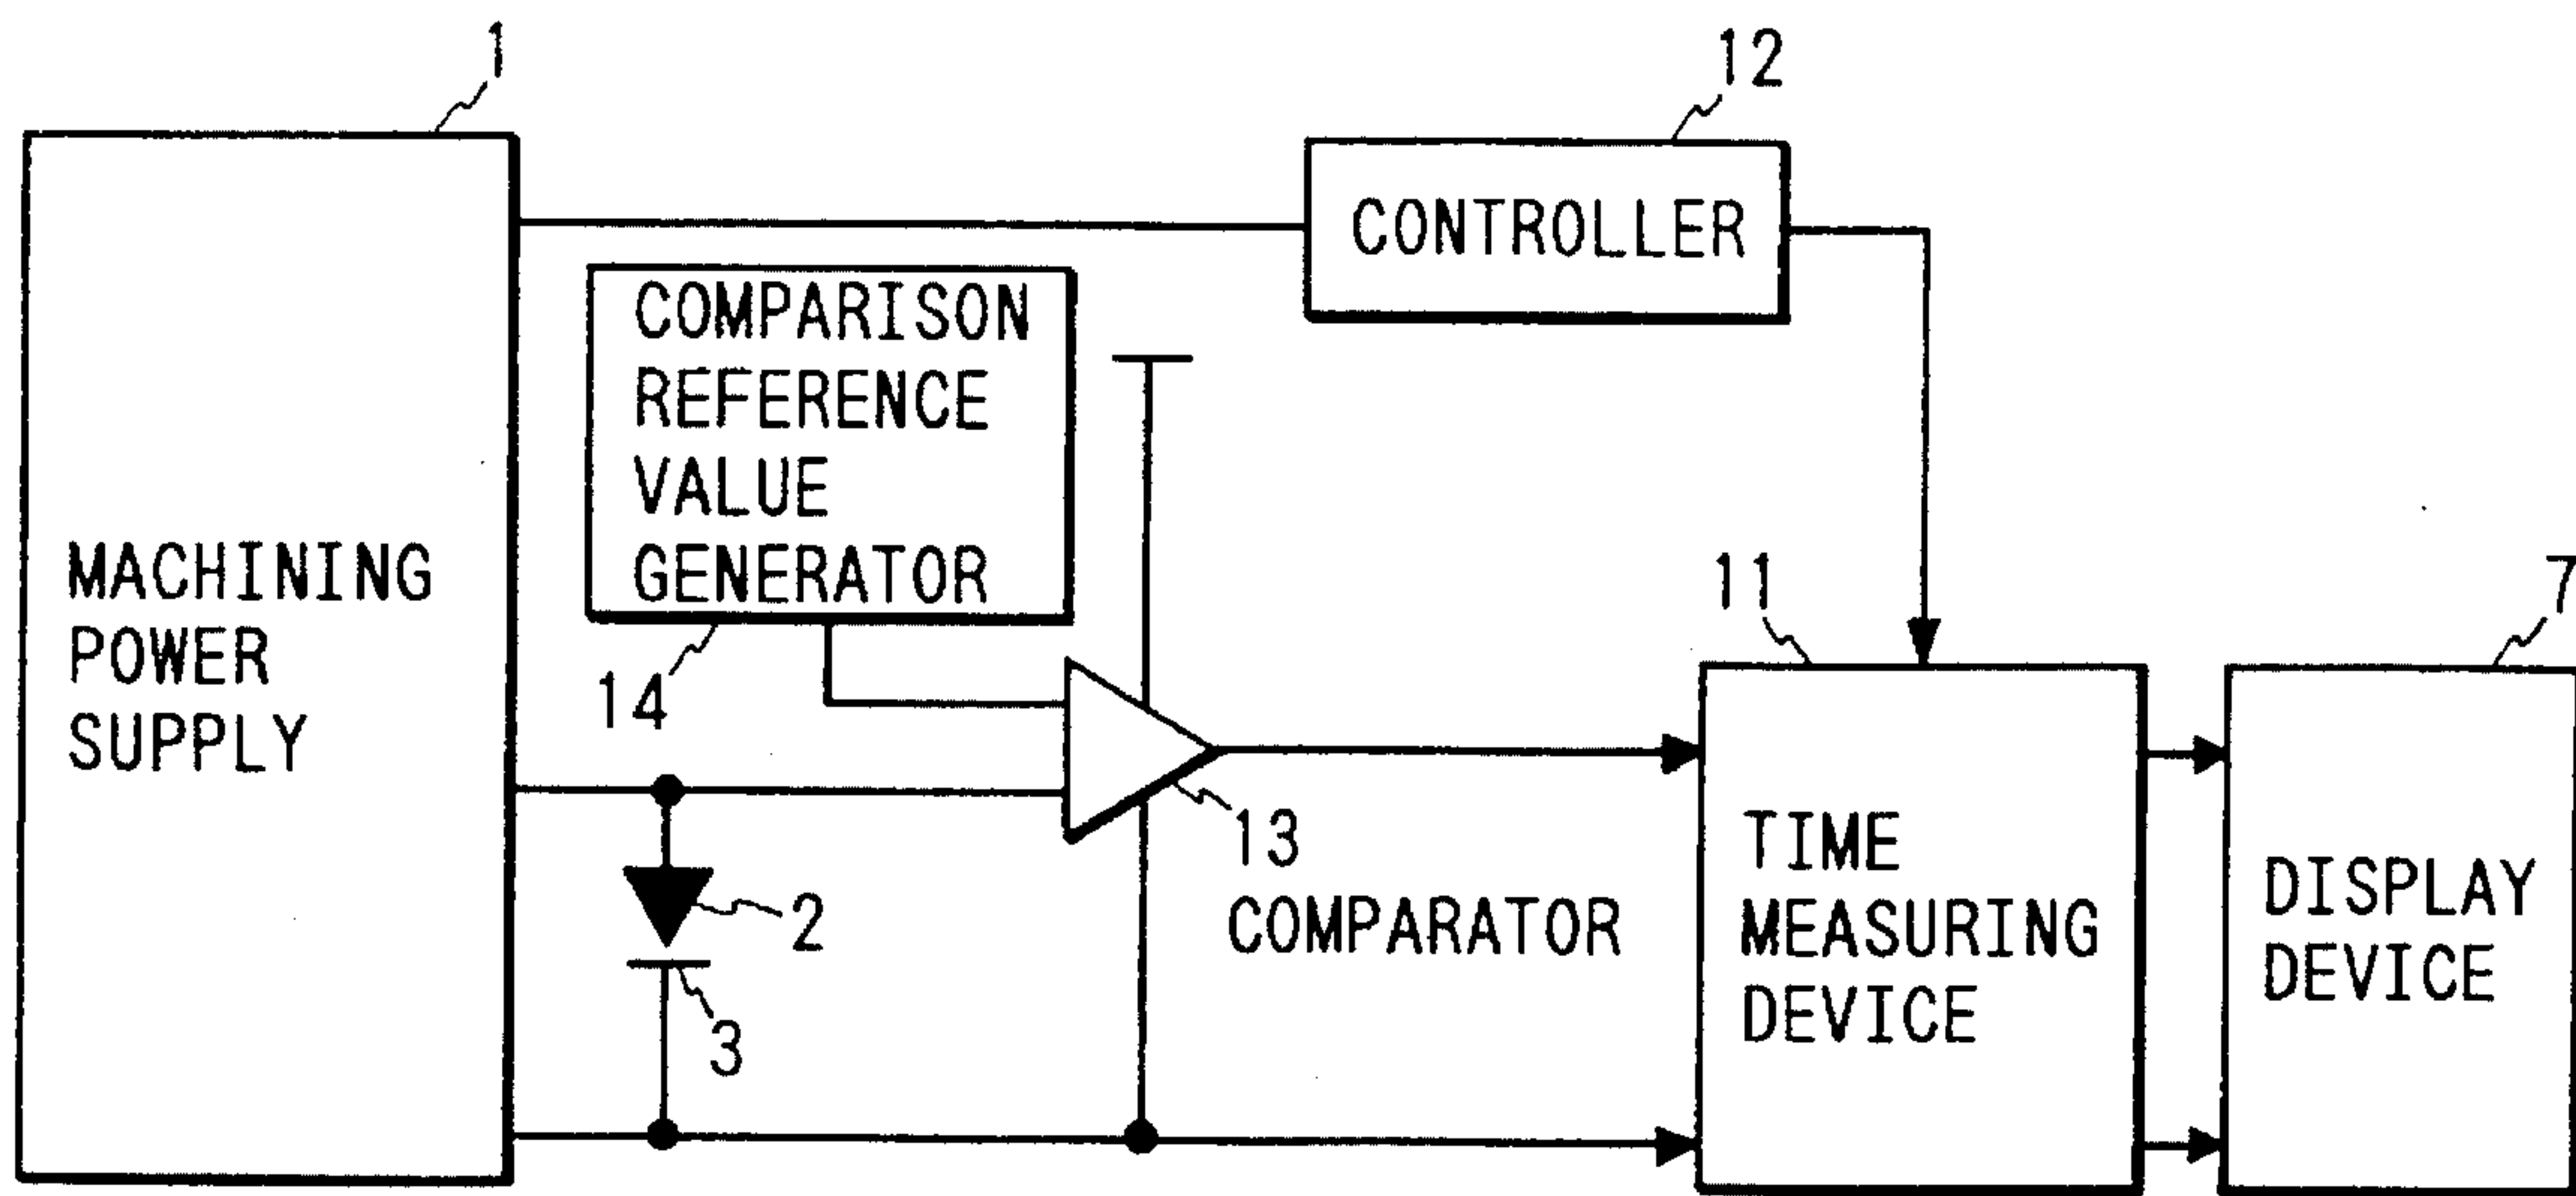 1
12
CONTROLLER
COMPARISON
REFERENCE
VALUE
GENERATOR
14
MACHINING
POWER
SUPPLY
11
7
13
COMPARATOR
2
3
TIME
MEASURING
DEVICE
DISPLAY
DEVICE